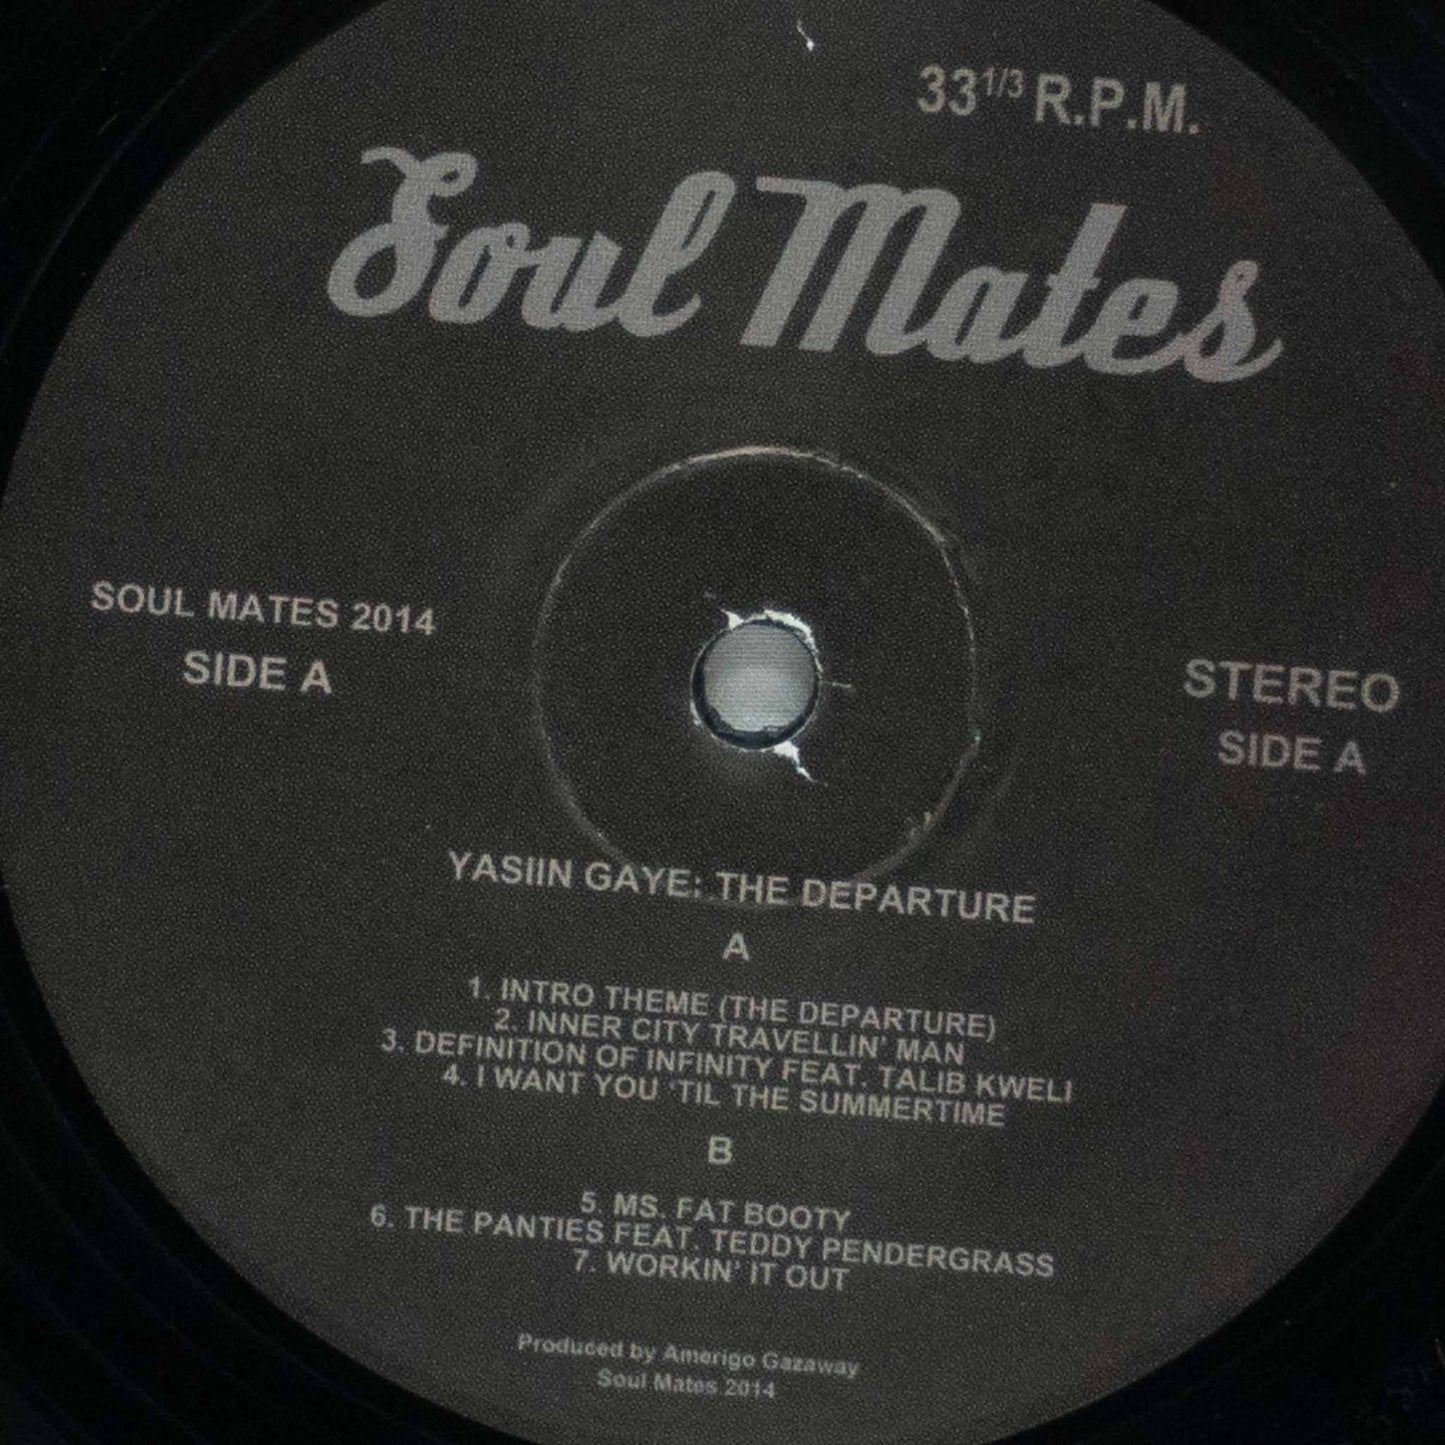 33 1/3 R.P.M.
Soul Mates
SOUL MATES 2014
SIDE A
STEREO
SIDE A
YASIIN GAYE: THE DEPARTURE
A
1. INTRO THEME (THE DEPARTURE)
2. INNER CITY TRAVELLIN' MAN
3. DEFINITION OF INFINITY FEAT. TALIB KWELI
4. I WANT YOU 'TIL THE SUMMERTIME
B
5. MS. FAT BOOTY
6. THE PANTIES FEAT. TEDDY PENDERGRASS
7. WORKIN' IT OUT
Produced by Amerigo Gazaway
Soul Mates 2014